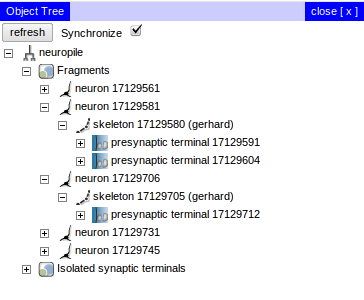 Object Tree close [ x ]
refresh Synchronize
neuropile
Fragments
neuron 17129561
neuron 17129581
skeleton 17129580 (gerhard)
presynaptic terminal 17129591
presynaptic terminal 17129604
neuron 17129706
skeleton 17129705 (gerhard)
presynaptic terminal 17129712
neuron 17129731
neuron 17129745
Isolated synaptic terminals